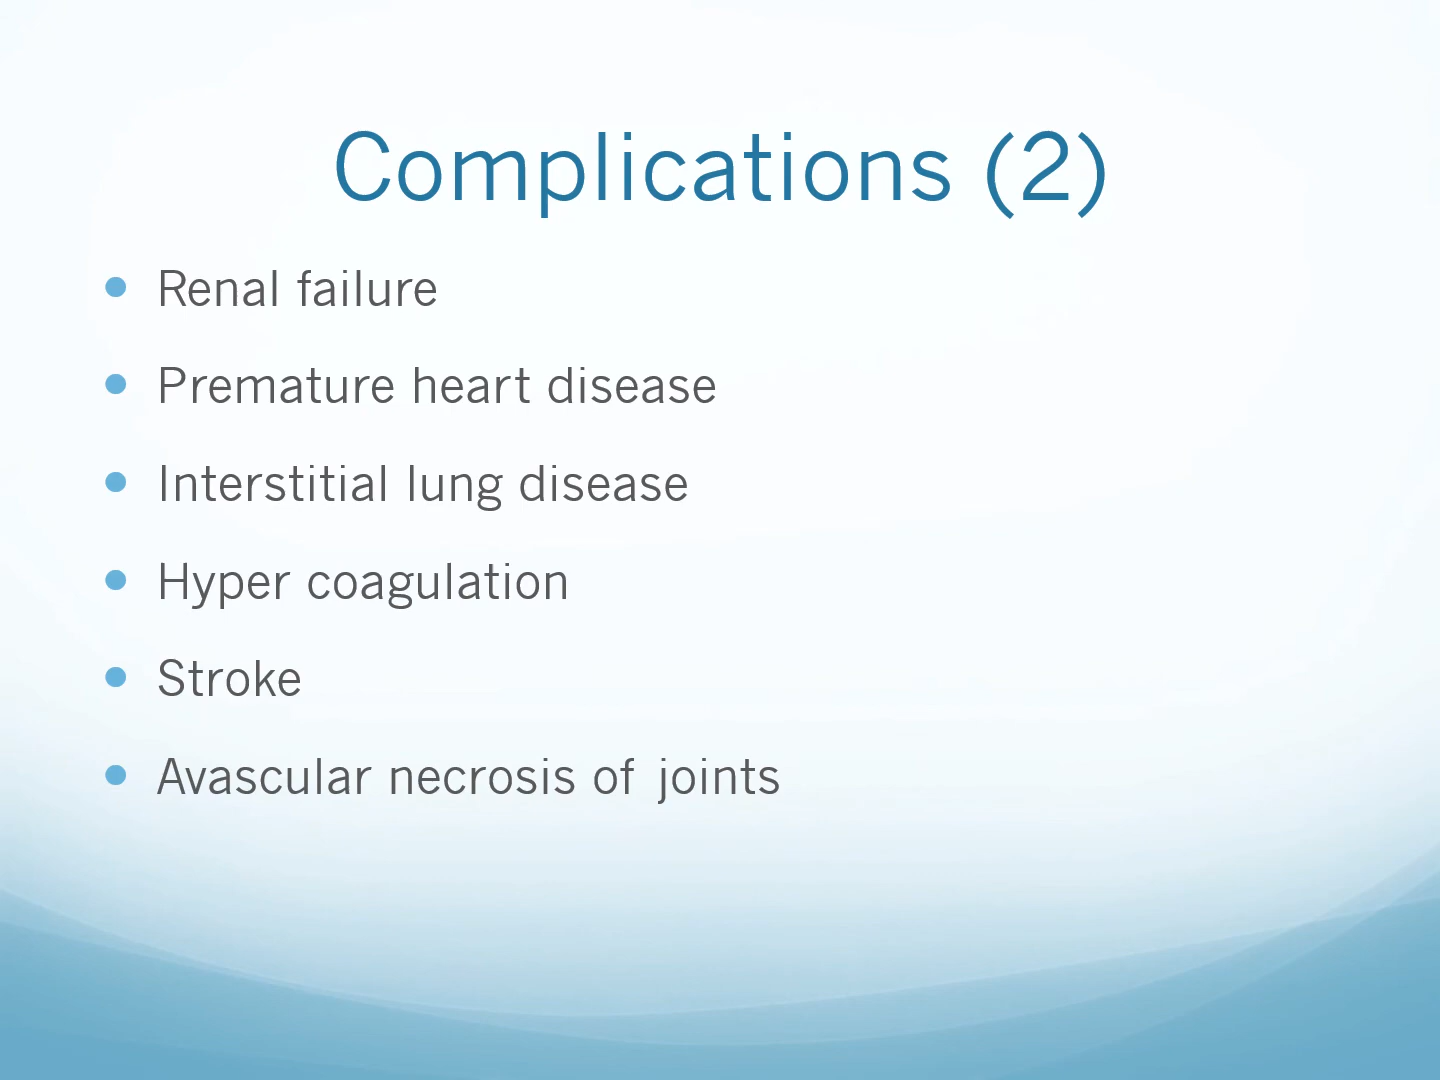 Complications (2)
Renal failure
Premature heart disease
Interstitial lung disease
Hyper coagulation
Stroke
Avascular necrosis of joints